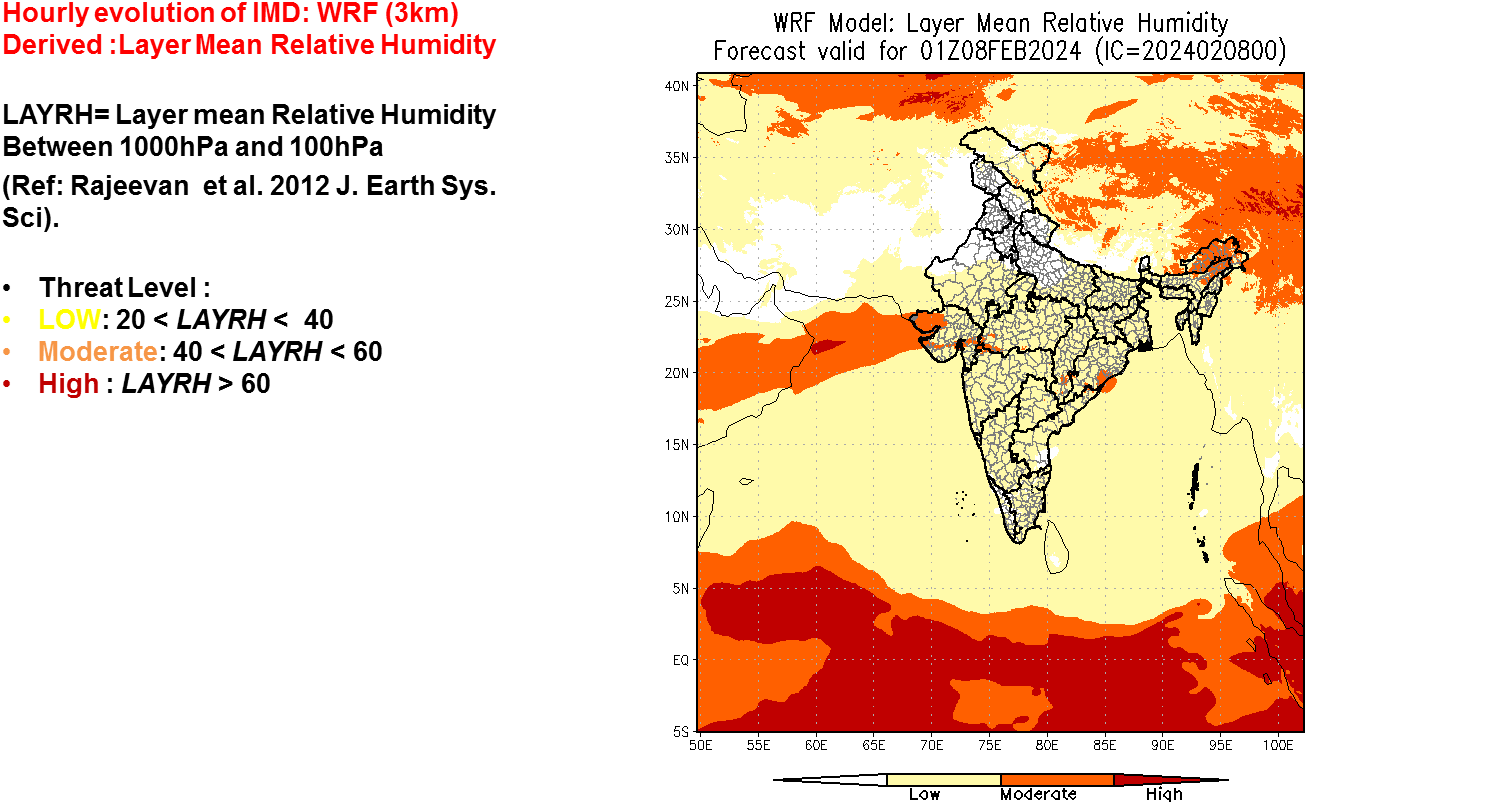 Hourly evolution of IMD: WRF (3km)
Derived :Layer Mean Relative Humidity
LAYRH= Layer mean Relative Humidity
Between 1000hPa and 100hPa
(Ref: Rajeevan et al. 2012 J. Earth Sys.
Sci).
• Threat Level :
• LOW: 20 < LAYRH < 40
• Moderate: 40 < LAYRH < 60
• High : LAYRH > 60
WRF Model: Layer Mean Relative Humidity
Forecast valid for 01Z08FEB2024 (IC=2024020800)
40N
35N
30N
25N
20N
15N
10N
5N
EQ
5S
50E 55E 60E 65E 70E 75E 80E 85E 90E 95E 100E
Low Moderate High